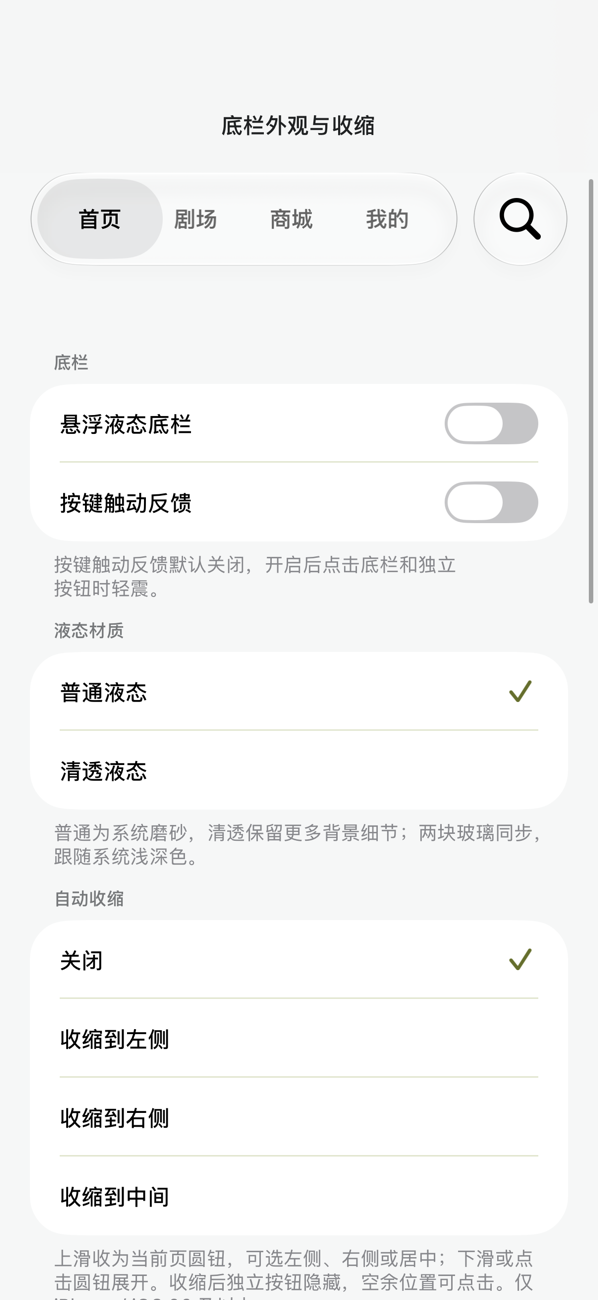 底栏外观与收缩
首页 剧场 商城 我的
底栏
悬浮液态底栏
按键触动反馈
按键触动反馈默认关闭，开启后点击底栏和独立
按钮时轻震。
液态材质
普通液态
清透液态
普通为系统磨砂，清透保留更多背景细节；两块玻璃同步，
跟随系统浅深色。
自动收缩
关闭
收缩到左侧
收缩到右侧
收缩到中间
上滑收为当前页圆钮，可选左侧、右侧或居中；下滑或点
击圆钮展开。收缩后独立按钮隐藏，空余位置可点击。仅